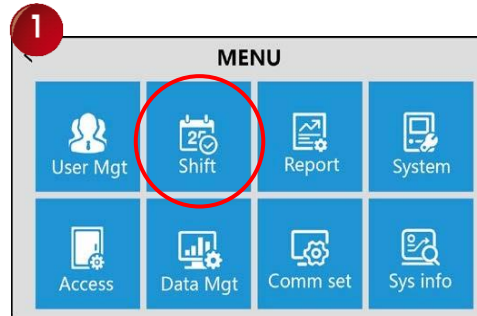 1
MENU
User Mgt
Shift
Report
System
Access
Data Mgt
Comm set
Sys info